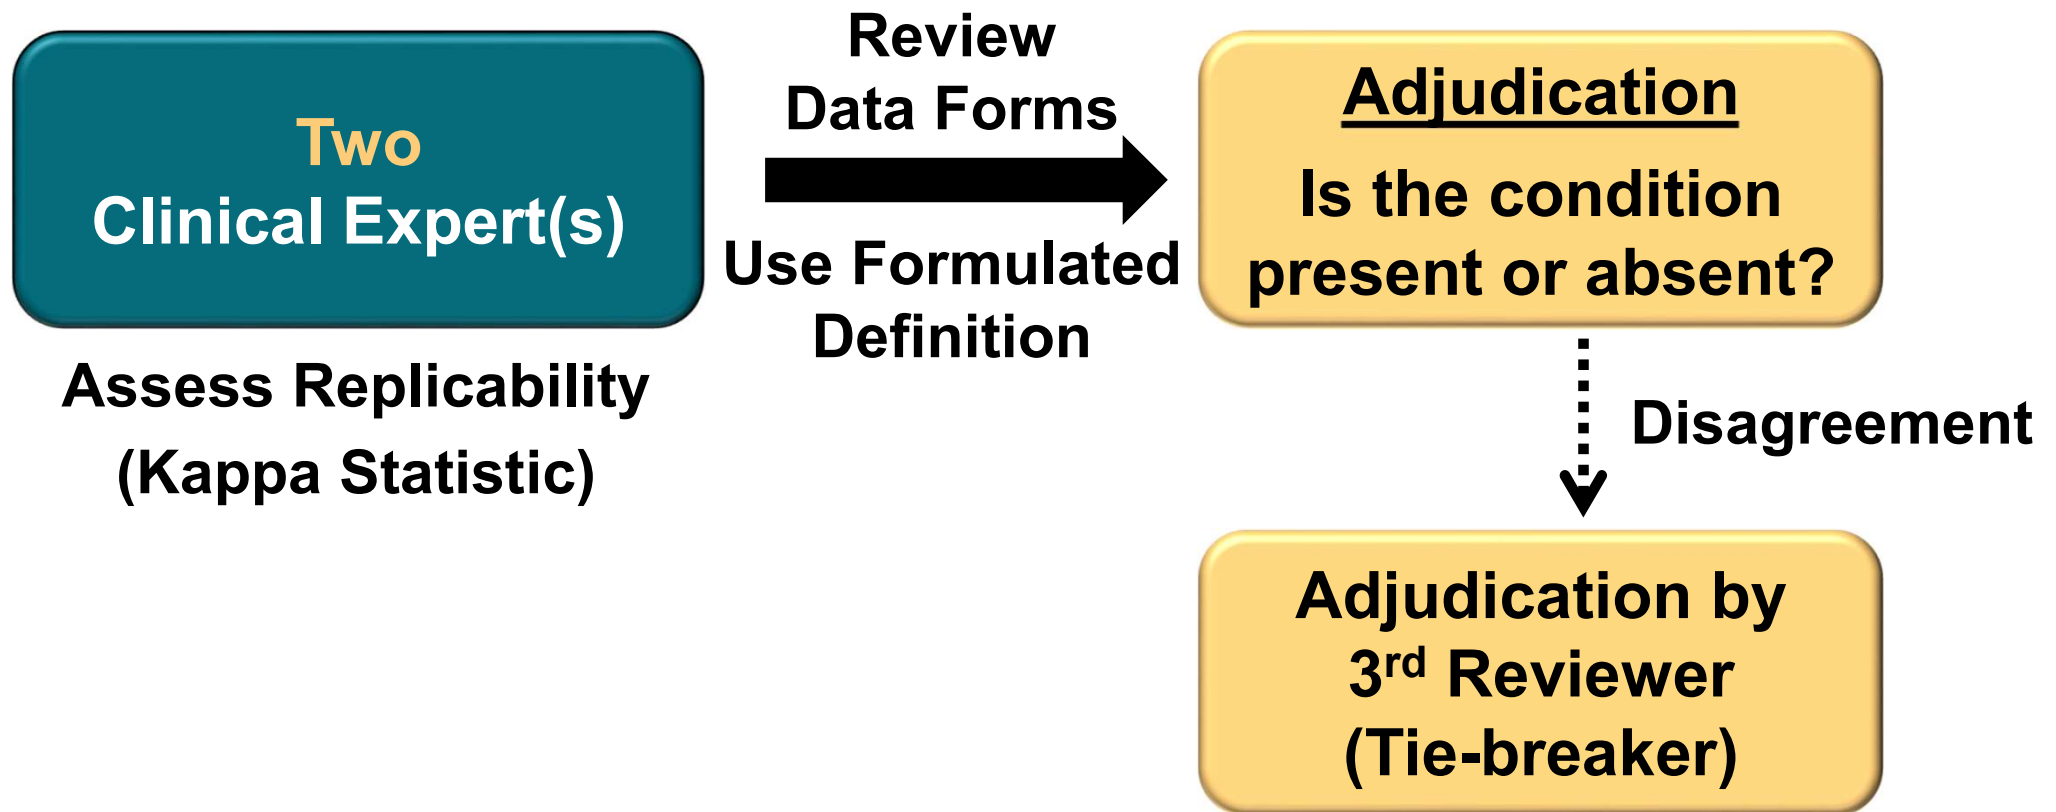 Two
Clinical Expert(s)
Assess Replicability
(Kappa Statistic)
Review
Data Forms
Use Formulated
Definition
Adjudication
Is the condition
present or absent?
Disagreement
Adjudication by
3rd Reviewer
(Tie-breaker)